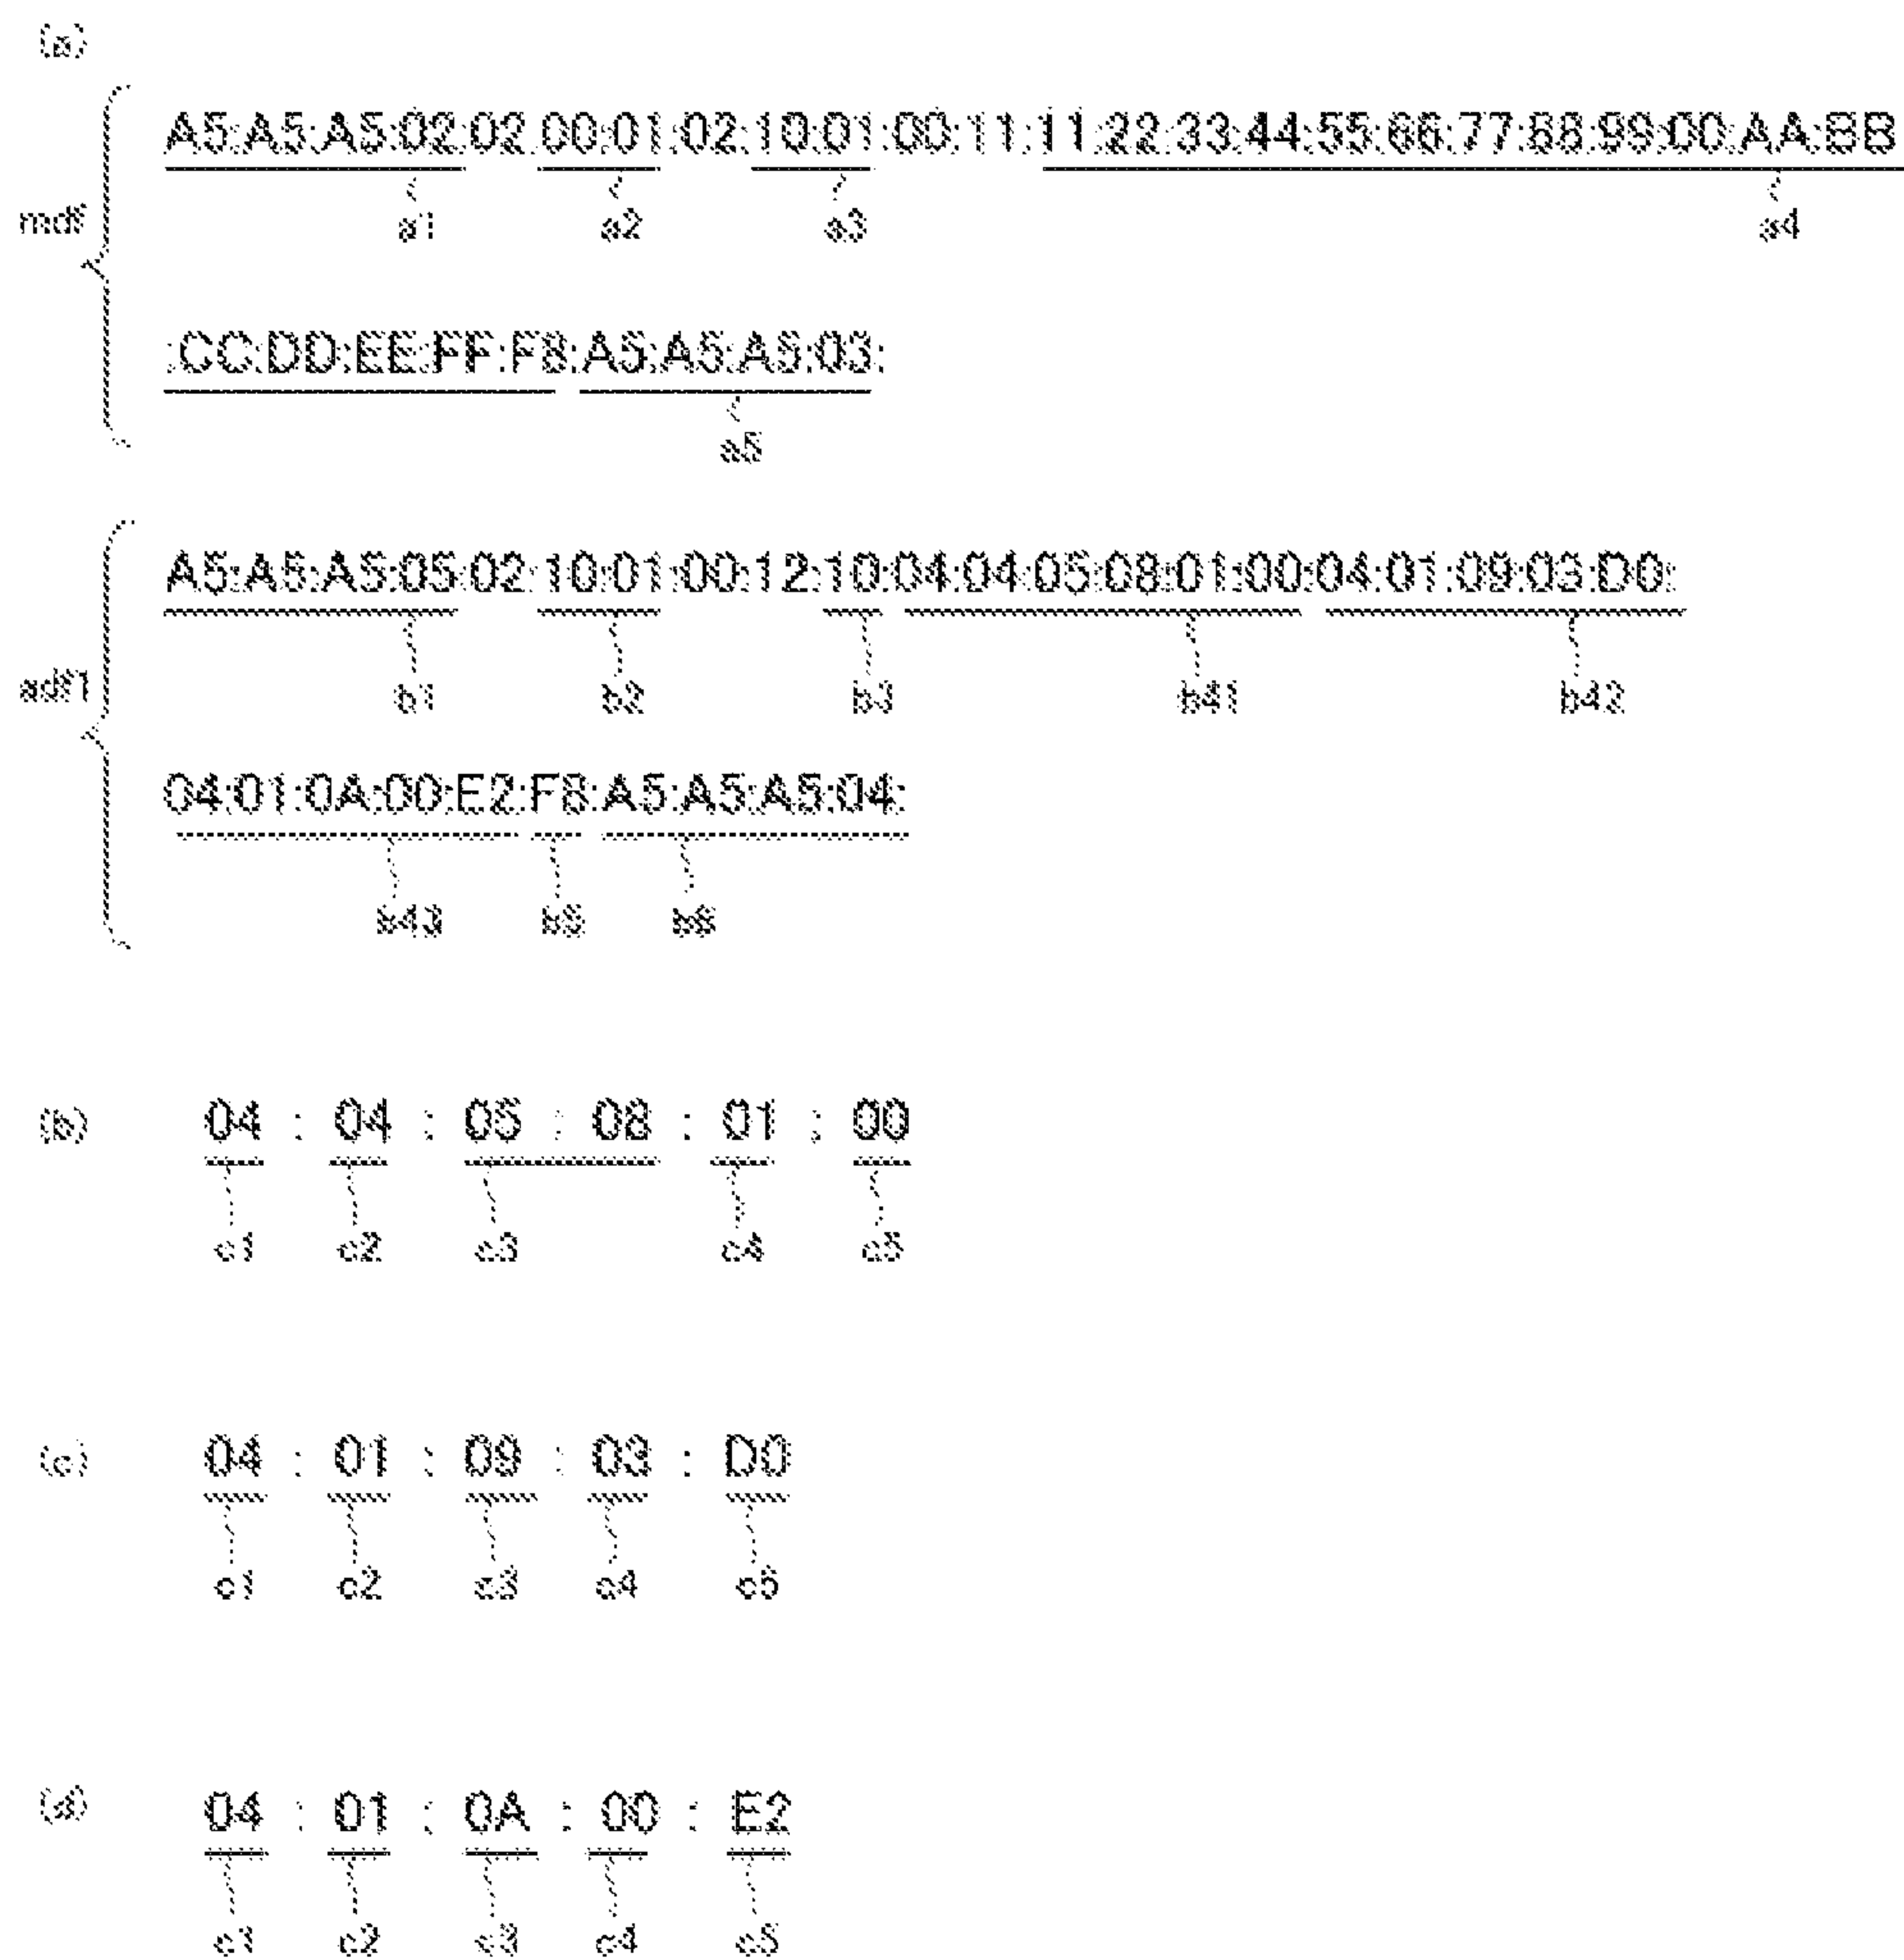 (a)
A5:A5:A5:02:02:00:01:02:10:01:00:11:11:22:33:44:55:66:77:88:99:00:AA:BB
a1 a2 a3 a4
mdf
:CC:DD:EE:FF:F8:A5:A5:A5:03:
a5
A5:A5:A5:05:02:10:01:00:12:10:04:04:05:08:01:00:04:01:09:03:D0:
b1 b2 b3 b41 b42
adf1
04:01:0A:00:E2:F8:A5:A5:A5:04:
b43 b5 b6
(b) 04 : 04 : 05 : 08 : 01 : 00
c1 c2 c3 c4 c5
(c) 04 : 01 : 09 : 03 : D0
c1 c2 c3 c4 c5
(d) 04 : 01 : 0A : 00 : E2
c1 c2 c3 c4 c5